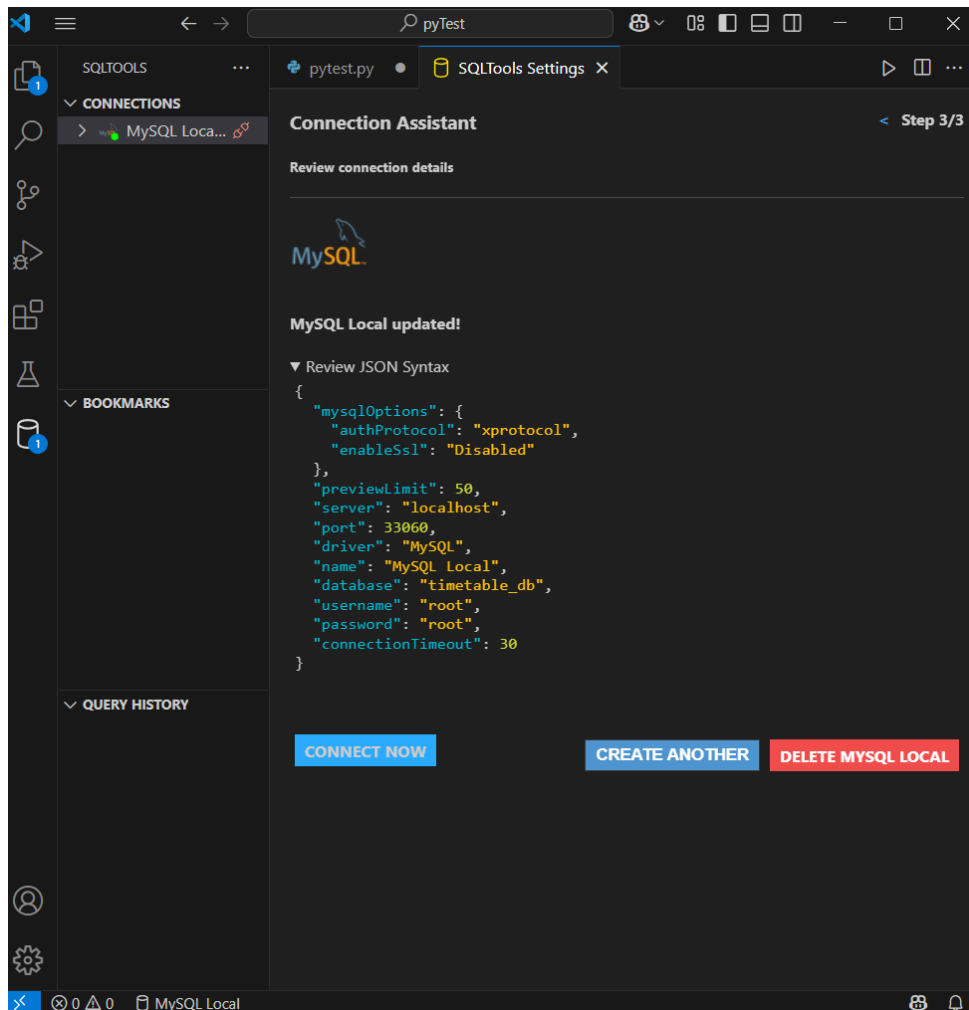 pyTest
SQLTOOLS
CONNECTIONS
MySQL Loca...
BOOKMARKS
QUERY HISTORY
1
1
pytest.py
SQLTools Settings
Connection Assistant
< Step 3/3
Review connection details
MySQL
MySQL Local updated!
Review JSON Syntax
{
"mysqlOptions": {
"authProtocol": "xprotocol",
"enableSsl": "Disabled"
},
"previewLimit": 50,
"server": "localhost",
"port": 33060,
"driver": "MySQL",
"name": "MySQL Local",
"database": "timetable_db",
"username": "root",
"password": "root",
"connectionTimeout": 30
}
CONNECT NOW
CREATE ANOTHER
DELETE MYSQL LOCAL
0 0 MySQL Local